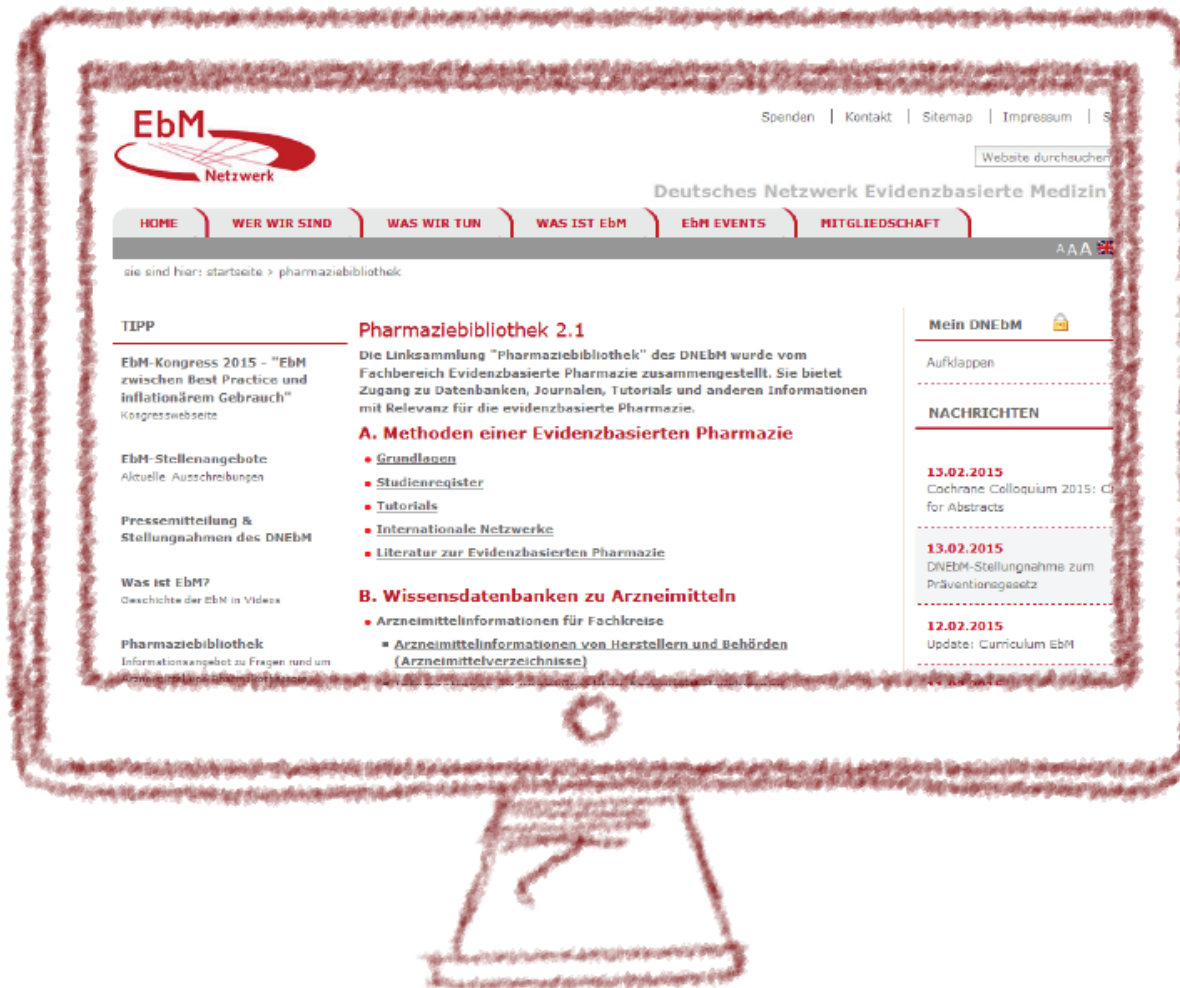 EbM
Netzwerk
Spenden | Kontakt | Sitemap | Impressum |
Website durchsuchen
Deutsches Netzwerk Evidenzbasierte Medizin
HOME
WER WIR SIND
WAS WIR TUN
WAS IST EbM
EbM EVENTS
MITGLIEDSCHAFT
A A A
sie sind hier: startseite > pharmaziebibliothek
TIPP
EbM-Kongress 2015 - "EbM
zwischen Best Practice und
inflationärem Gebrauch"
Kongresswebseite
EbM-Stellenangebote
Aktuelle Ausschreibungen
Pressemitteilung &
Stellungnahmen des DNEbM
Was ist EbM?
Geschichte der EbM in Videos
Pharmaziebibliothek
Informationsangebot zu Fragen rund um
Arzneimittel und Pharmakotherapie
Pharmaziebibliothek 2.1
Die Linksammlung "Pharmaziebibliothek" des DNEbM wurde vom
Fachbereich Evidenzbasierte Pharmazie zusammengestellt. Sie bietet
Zugang zu Datenbanken, Journalen, Tutorials und anderen Informationen
mit Relevanz für die evidenzbasierte Pharmazie.
A. Methoden einer Evidenzbasierten Pharmazie
Grundlagen
Studienregister
Tutorials
Internationale Netzwerke
Literatur zur Evidenzbasierten Pharmazie
B. Wissensdatenbanken zu Arzneimitteln
Arzneimittelinformationen für Fachkreise
Arzneimittelinformationen von Herstellern und Behörden
(Arzneimittelverzeichnisse)
Mein DNEbM
Aufklappen
NACHRICHTEN
13.02.2015
Cochrane Colloquium 2015:
for Abstracts
13.02.2015
DNEbM-Stellungnahme zum
Präventionsgesetz
12.02.2015
Update: Curriculum EbM